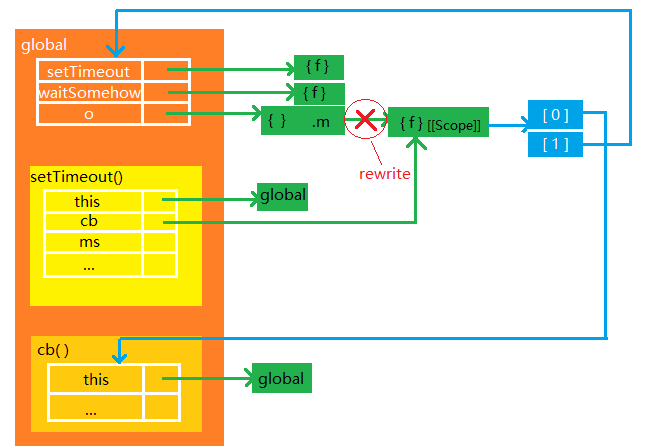 global
setTimeout
{ f }
waitSomehow
{ f }
o
{ } .m
{ f } [[Scope]]
[ 0 ]
[ 1 ]
rewrite
setTimeout()
this
global
cb
ms
...
cb( )
this
global
...